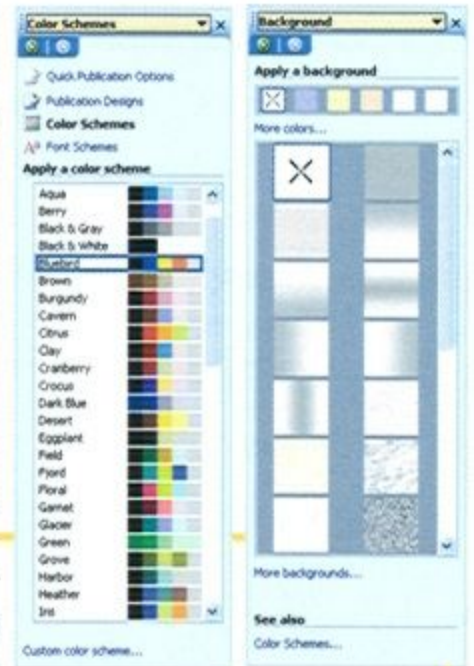 Color Schemes
Quick Publication Options
Publication Designs
Color Schemes
Font Schemes
Apply a color scheme
Aqua
Berry
Black & Gray
Black & White
Bluebird
Brown
Burgundy
Cavern
Citrus
Clay
Cranberry
Crocus
Dark Blue
Desert
Eggplant
Field
Fjord
Floral
Garnet
Glacier
Green
Grove
Harbor
Heather
Iris
Custom color scheme...
Background
Apply a background
More colors...
More backgrounds...
See also
Color Schemes...